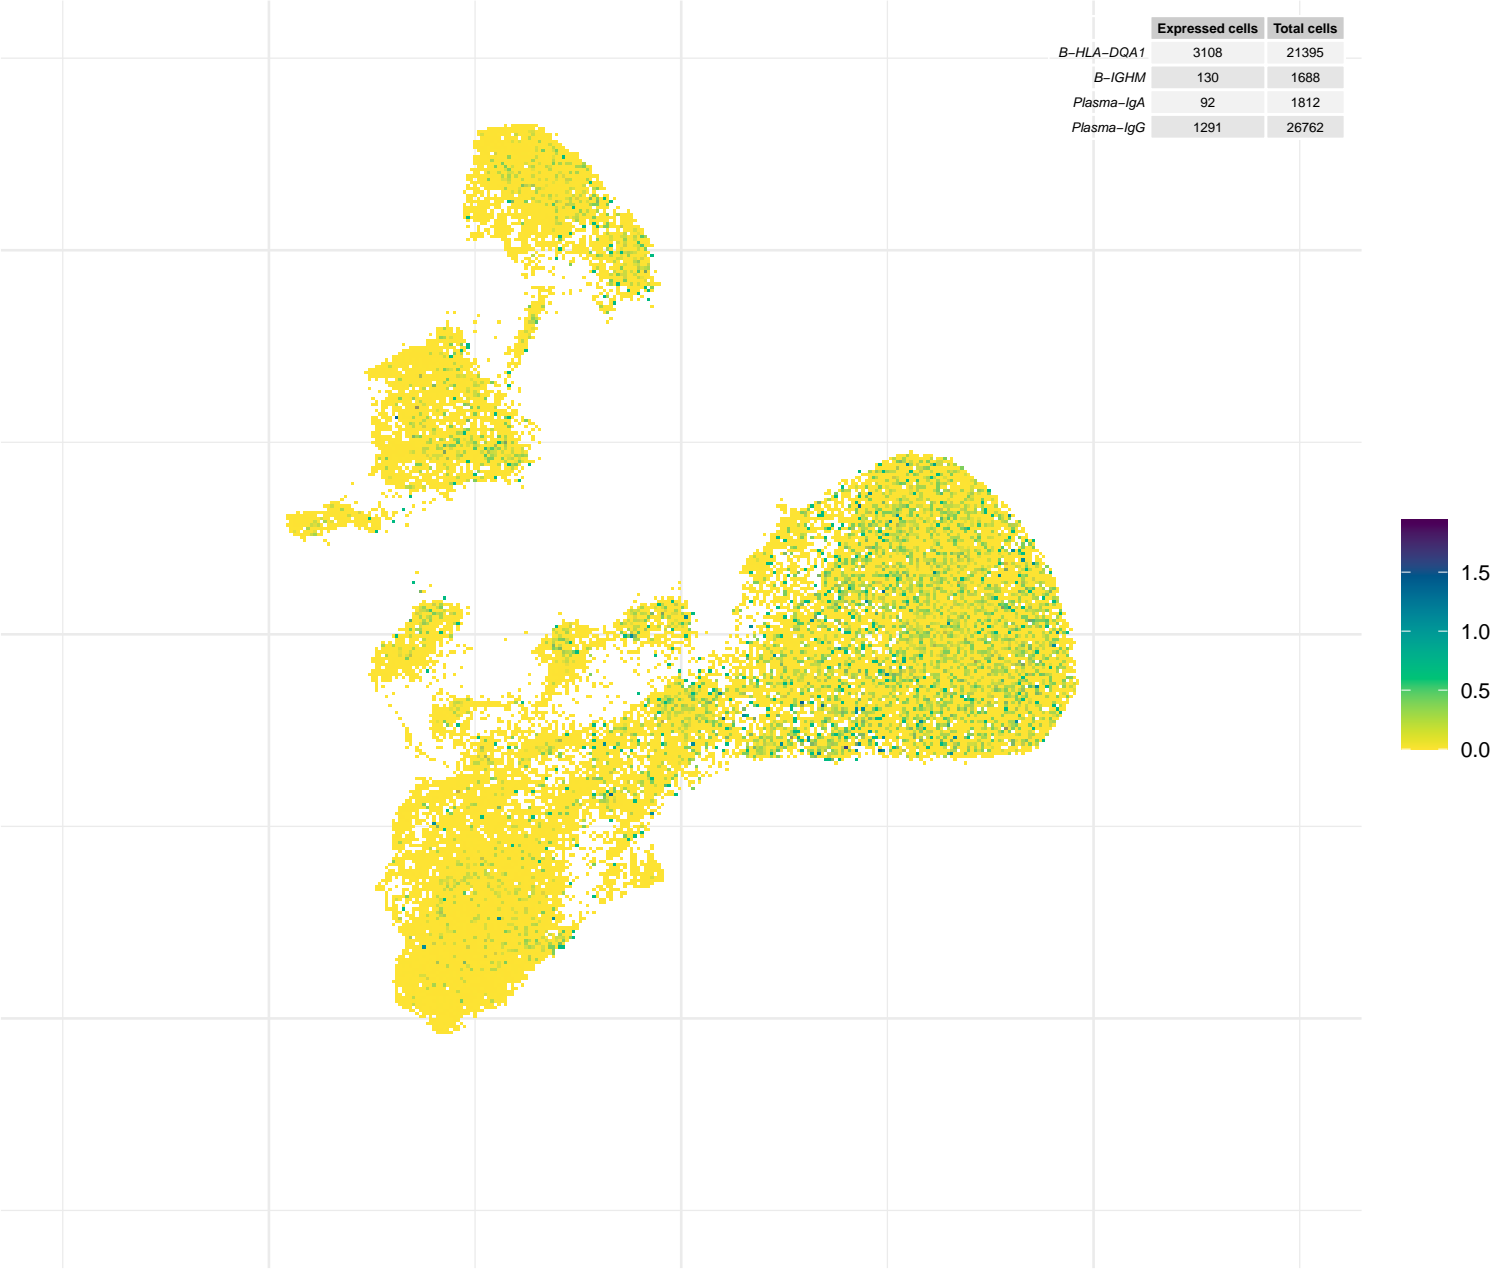 Expressed cells Total cells
B−HLA−DQA1 3108 21395
B−IGHM 130 1688
Plasma−IgA 92 1812
Plasma−IgG 1291 26762
1.5
1.0
0.5
0.0